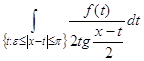 ∫_{{t:ε≤|x−t|≤π}} f(t) / (2tg (x−t)/2) dt